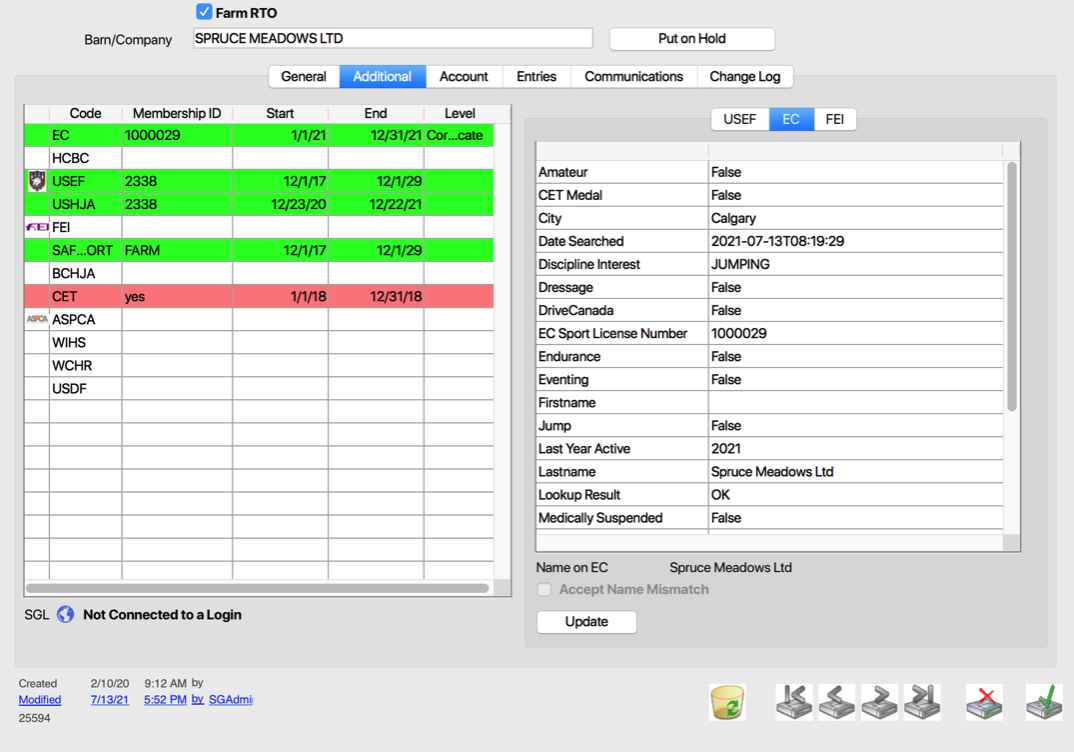 Farm RTO
Barn/Company SPRUCE MEADOWS LTD Put on Hold
General Additional Account Entries Communications Change Log
Code Membership ID Start End Level
EC 1000029 1/1/21 12/31/21 Cor...cate
HCBC
USEF 2338 12/1/17 12/1/29
USHJA 2338 12/23/20 12/22/21
FEI FEI
SAF...ORT FARM 12/1/17 12/1/29
BCHJA
CET yes 1/1/18 12/31/18
ASPCA ASPCA
WIHS
WCHR
USDF
SGL Not Connected to a Login
USEF EC FEI
Amateur False
CET Medal False
City Calgary
Date Searched 2021-07-13T08:19:29
Discipline Interest JUMPING
Dressage False
DriveCanada False
EC Sport License Number 1000029
Endurance False
Eventing False
Firstname
Jump False
Last Year Active 2021
Lastname Spruce Meadows Ltd
Lookup Result OK
Medically Suspended False
Name on EC Spruce Meadows Ltd
Accept Name Mismatch
Update
Created 2/10/20 9:12 AM by
Modified 7/13/21 5:52 PM by SGAdmi
25594